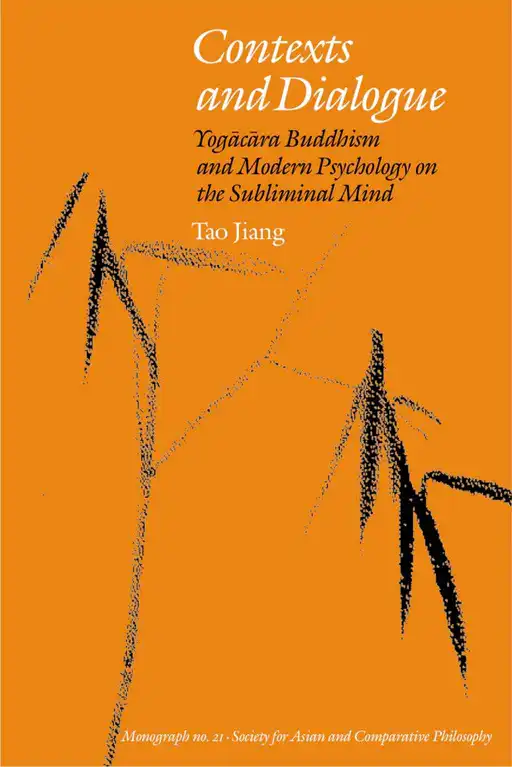 Contexts
and Dialogue
Yogācāra Buddhism
and Modern Psychology on
the Subliminal Mind
Tao Jiang
Monograph no. 21 · Society for Asian and Comparative Philosophy